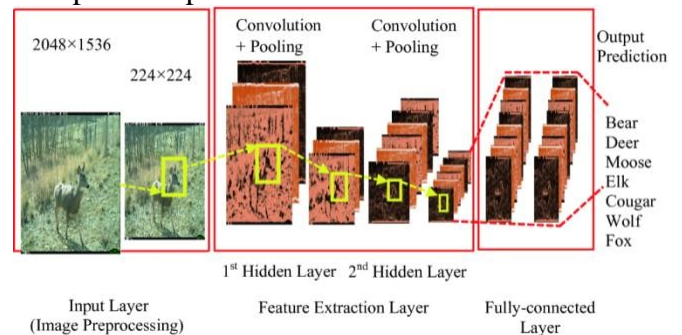 2048×1536
224×224
Convolution
+ Pooling
Convolution
+ Pooling
Output
Prediction
Bear
Deer
Moose
Elk
Cougar
Wolf
Fox
1st Hidden Layer 2nd Hidden Layer
Input Layer
(Image Preprocessing)
Feature Extraction Layer
Fully-connected
Layer